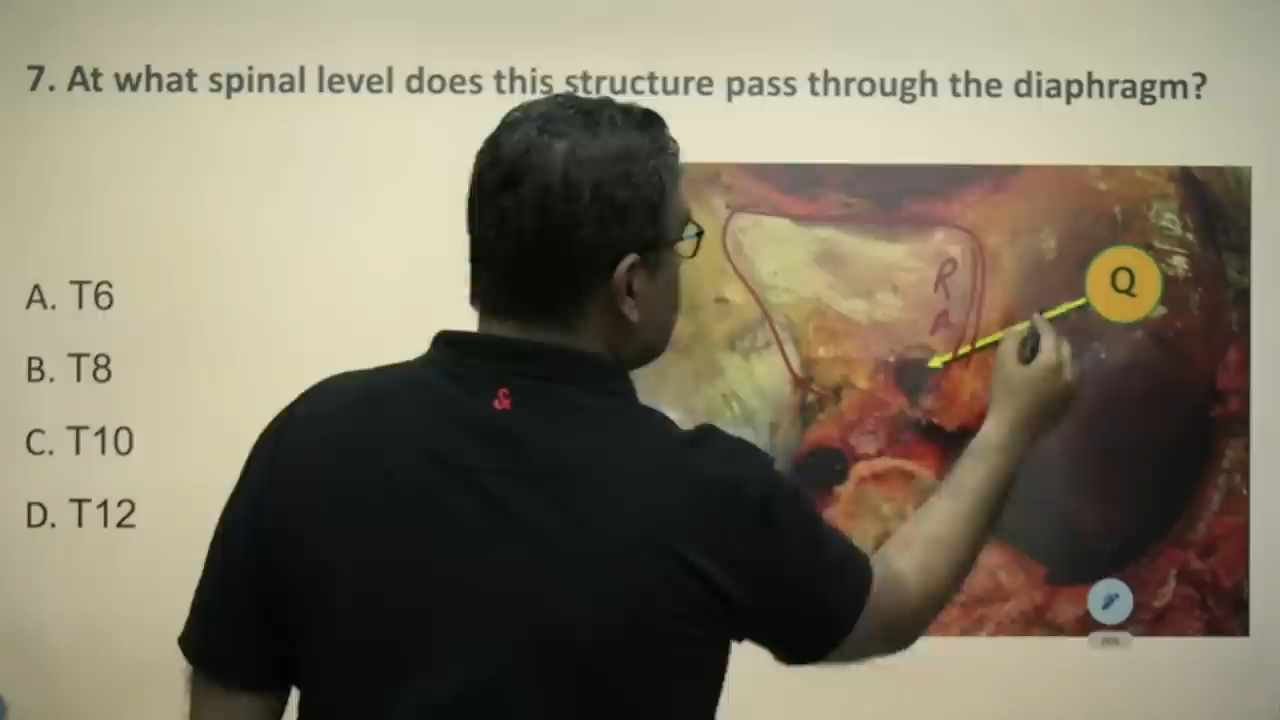 7. At what spinal level does this structure pass through the diaphragm?
A. T6
B. T8
C. T10
D. T12
R
Q